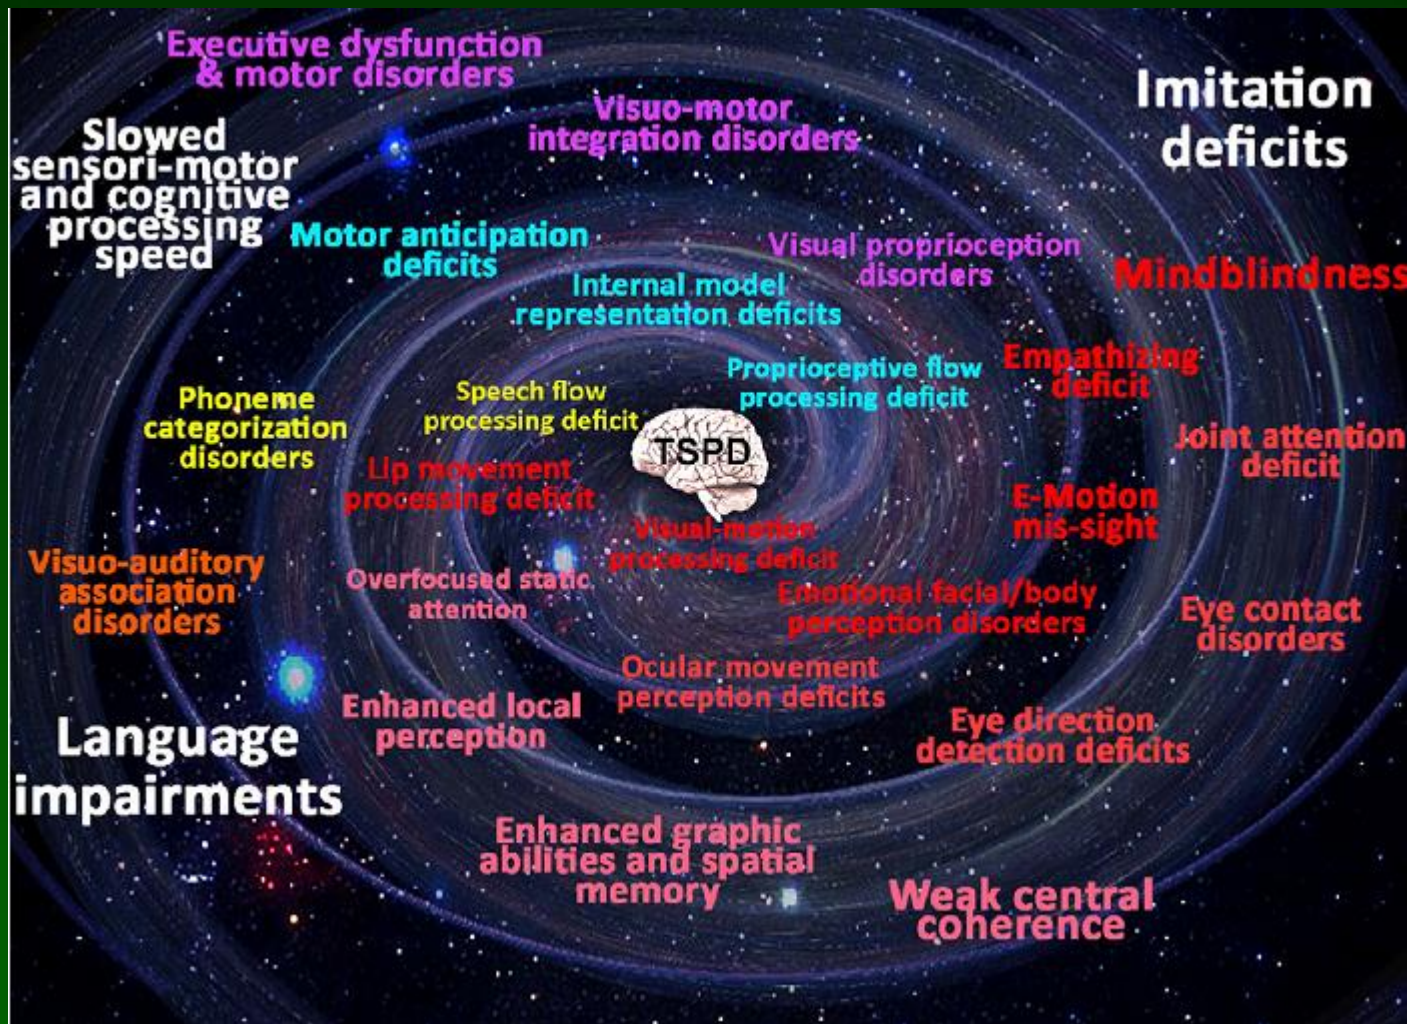 Executive dysfunction
& motor disorders
Visuo-motor
integration disorders
Imitation
deficits
Slowed
sensori-motor
and cognitive
processing
speed
Motor anticipation
deficits
Visual proprioception
disorders
Internal model
representation deficits
Mindblindness
Proprioceptive flow
processing deficit
Empathizing
deficit
Phoneme
categorization
disorders
Speech flow
processing deficit
TSPD
Joint attention
deficit
Lip movement
processing deficit
E-Motion
mis-sight
Visual-motion
processing deficit
Visuo-auditory
association
disorders
Overfocused static
attention
Emotional facial/body
perception disorders
Eye contact
disorders
Ocular movement
perception deficits
Enhanced local
perception
Eye direction
detection deficits
Language
impairments
Enhanced graphic
abilities and spatial
memory
Weak central
coherence